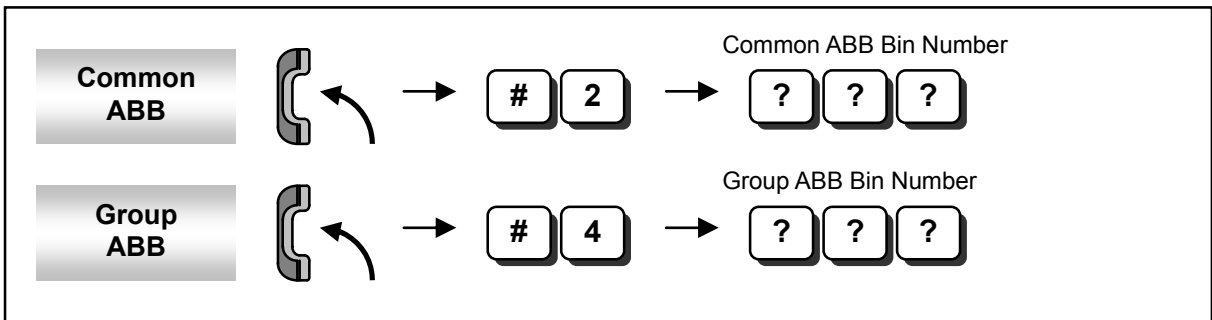 Common ABB Bin Number
Common
ABB
# 2
? ? ?
Group ABB Bin Number
Group
ABB
# 4
? ? ?